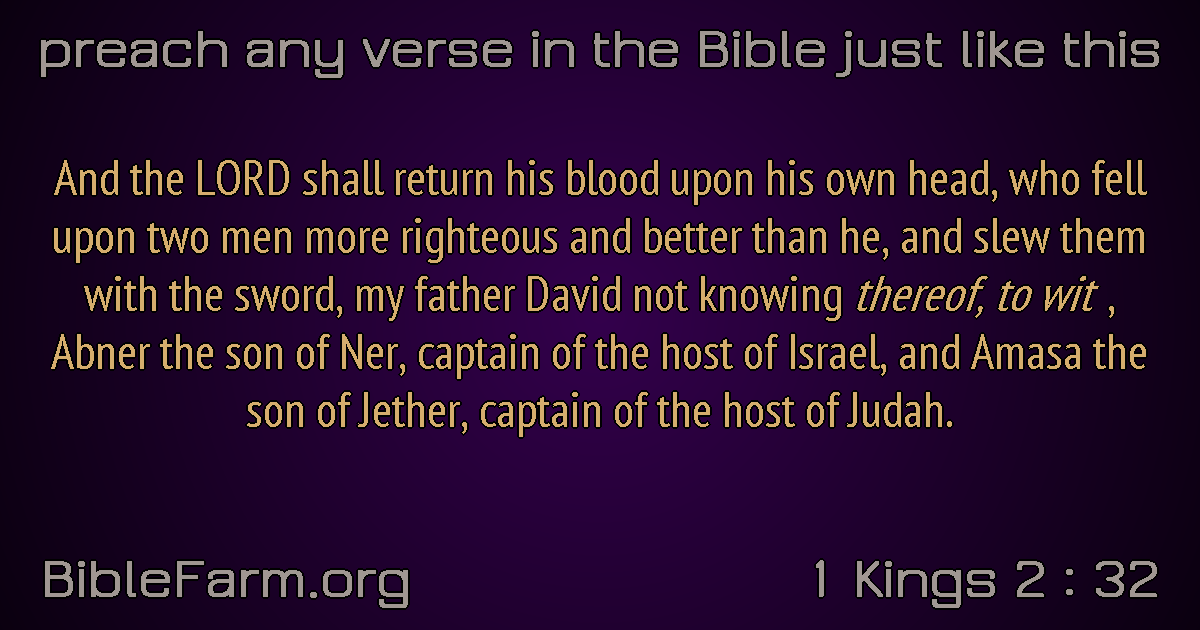 preach any verse in the Bible just like this
And the LORD shall return his blood upon his own head, who fell
upon two men more righteous and better than he, and slew them
with the sword, my father David not knowing thereof, to wit ,
Abner the son of Ner, captain of the host of Israel, and Amasa the
son of Jether, captain of the host of Judah.
BibleFarm.org
1 Kings 2 : 32